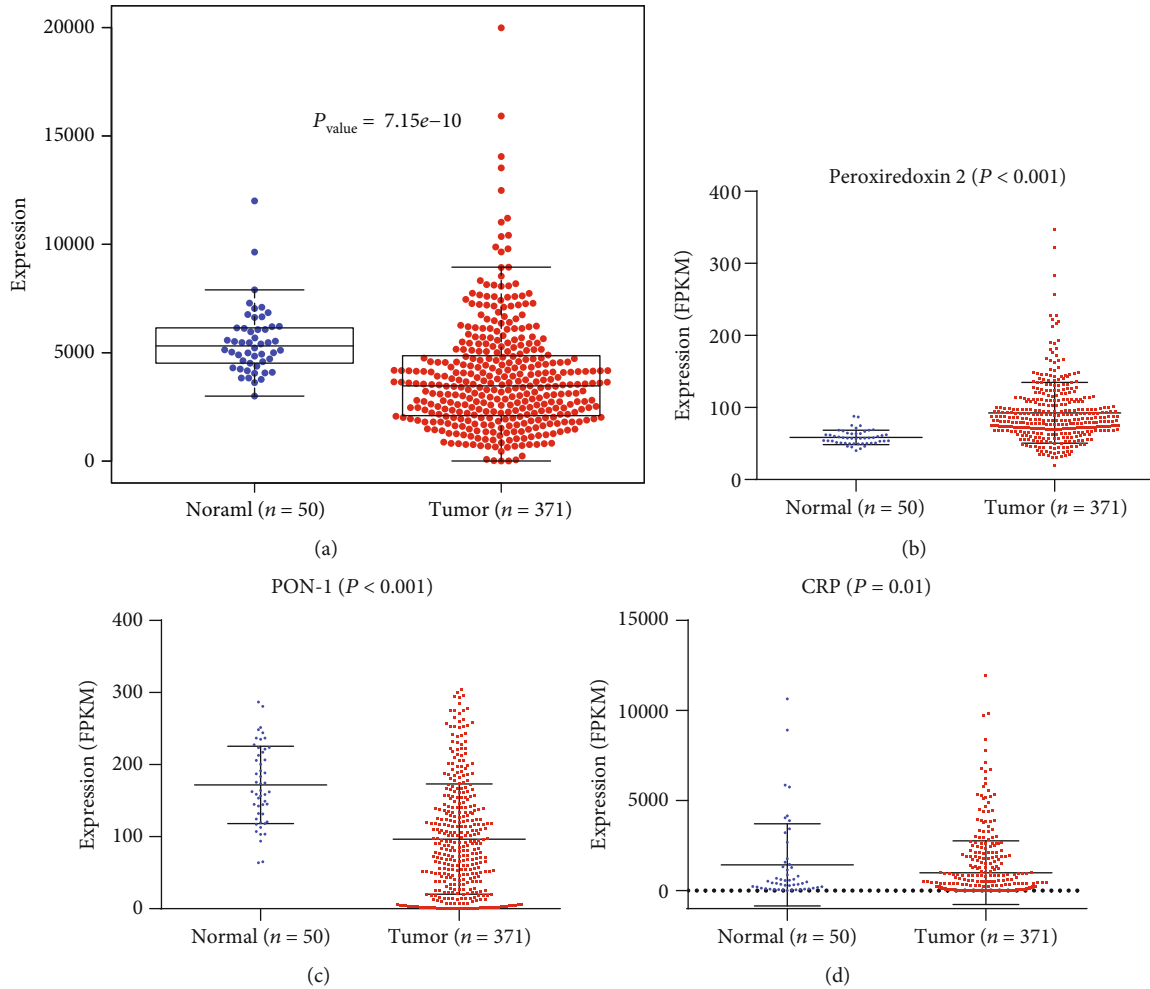 20000
15000
10000
5000
0
Expression
P value = 7.15e−10
Noraml (n = 50)
Tumor (n = 371)
(a)
Peroxiredoxin 2 (P < 0.001)
400
300
200
100
0
Expression (FPKM)
Normal (n = 50)
Tumor (n = 371)
(b)
PON-1 (P < 0.001)
400
300
200
100
0
Expression (FPKM)
Normal (n = 50)
Tumor (n = 371)
(c)
CRP (P = 0.01)
15000
10000
5000
0
Expression (FPKM)
Normal (n = 50)
Tumor (n = 371)
(d)